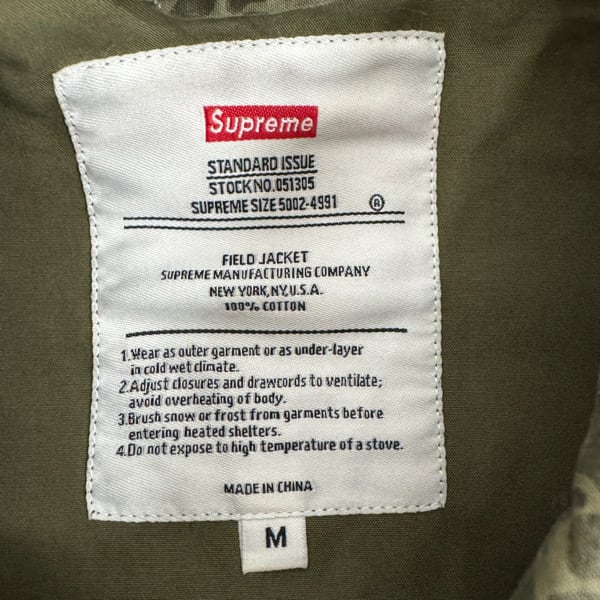 Supreme
STANDARD ISSUE
STOCK NO. 051305
SUPREME SIZE 5002-4991 ®
FIELD JACKET
SUPREME MANUFACTURING COMPANY
NEW YORK, N.Y. U.S.A.
100% COTTON
1. Wear as outer garment or as under-layer
in cold wet climate.
2. Adjust closures and drawcords to ventilate;
avoid overheating of body.
3. Brush snow or frost from garments before
entering heated shelters.
4. Do not expose to high temperature of a stove.
MADE IN CHINA
M